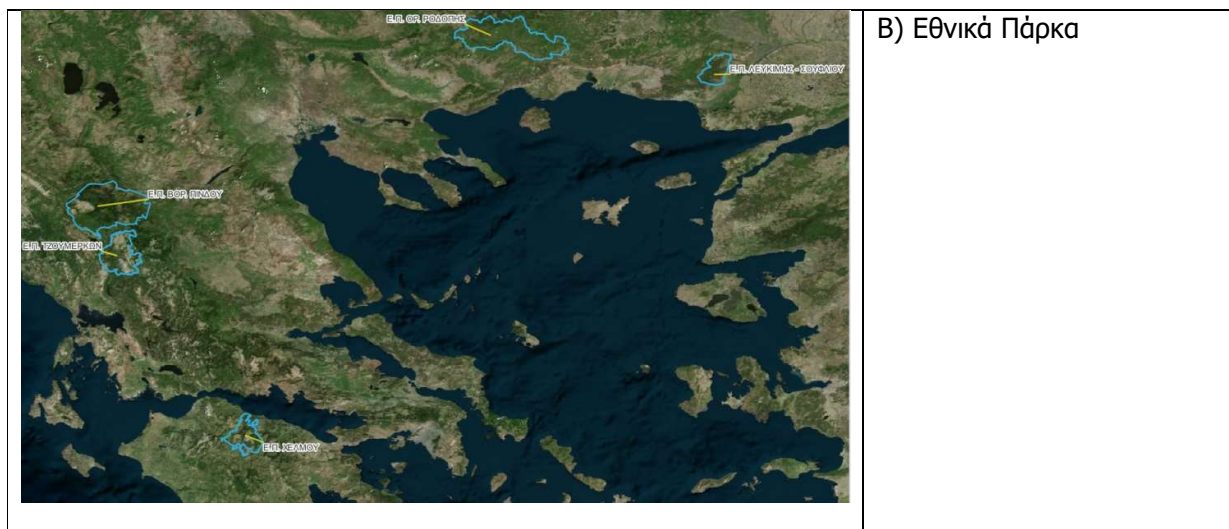 Ε.Π. ΟΡ. ΡΟΔΟΠΗΣ
Ε.Π. ΛΕΥΚΙΜΗΣ - ΣΟΥΦΛΙΟΥ
Ε.Π. ΒΟΡ. ΠΙΝΔΟΥ
Ε.Π. ΤΖΟΥΜΕΡΚΩΝ
Ε.Π. ΧΕΛΜΟΥ
Β) Εθνικά Πάρκα